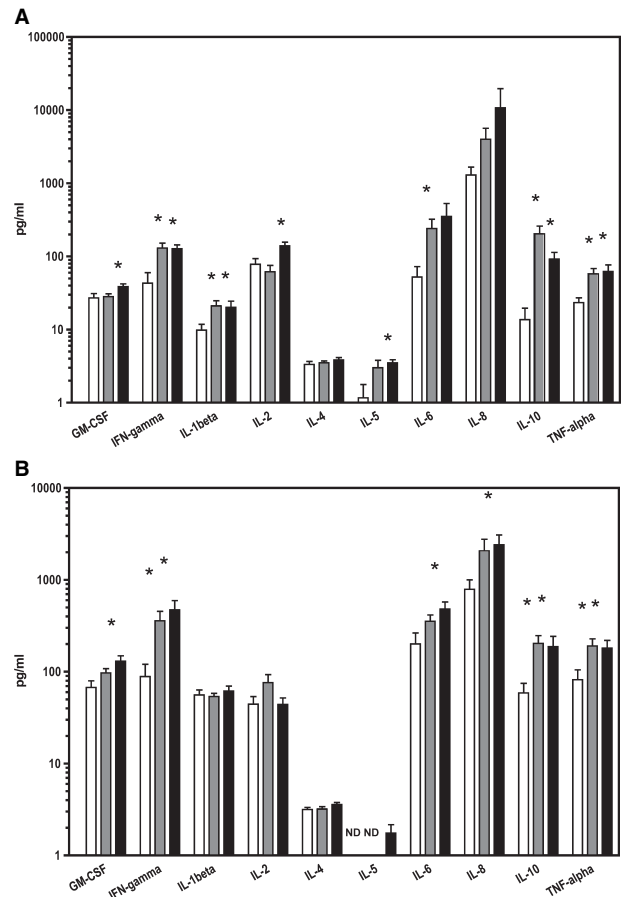 A
100000
10000
1000
100
10
1
pg/ml
* * * * * * * * * * * *
GM-CSF IFN-gamma IL-1beta IL-2 IL-4 IL-5 IL-6 IL-8 IL-10 TNF-alpha
B
10000
1000
100
10
1
pg/ml
* * * * * * * * *
ND ND
GM-CSF IFN-gamma IL-1beta IL-2 IL-4 IL-5 IL-6 IL-8 IL-10 TNF-alpha